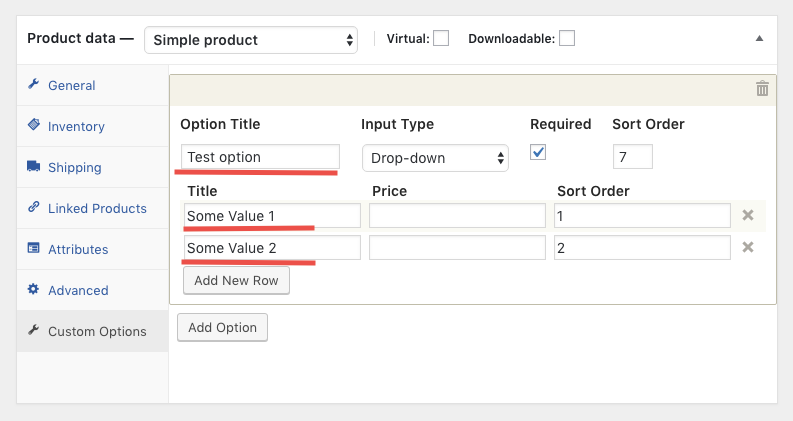 Product data — Simple product Virtual: Downloadable:
General
Inventory
Shipping
Linked Products
Attributes
Advanced
Custom Options
Option Title Input Type Required Sort Order
Test option Drop-down 7
Title Price Sort Order
Some Value 1 1
Some Value 2 2
Add New Row
Add Option